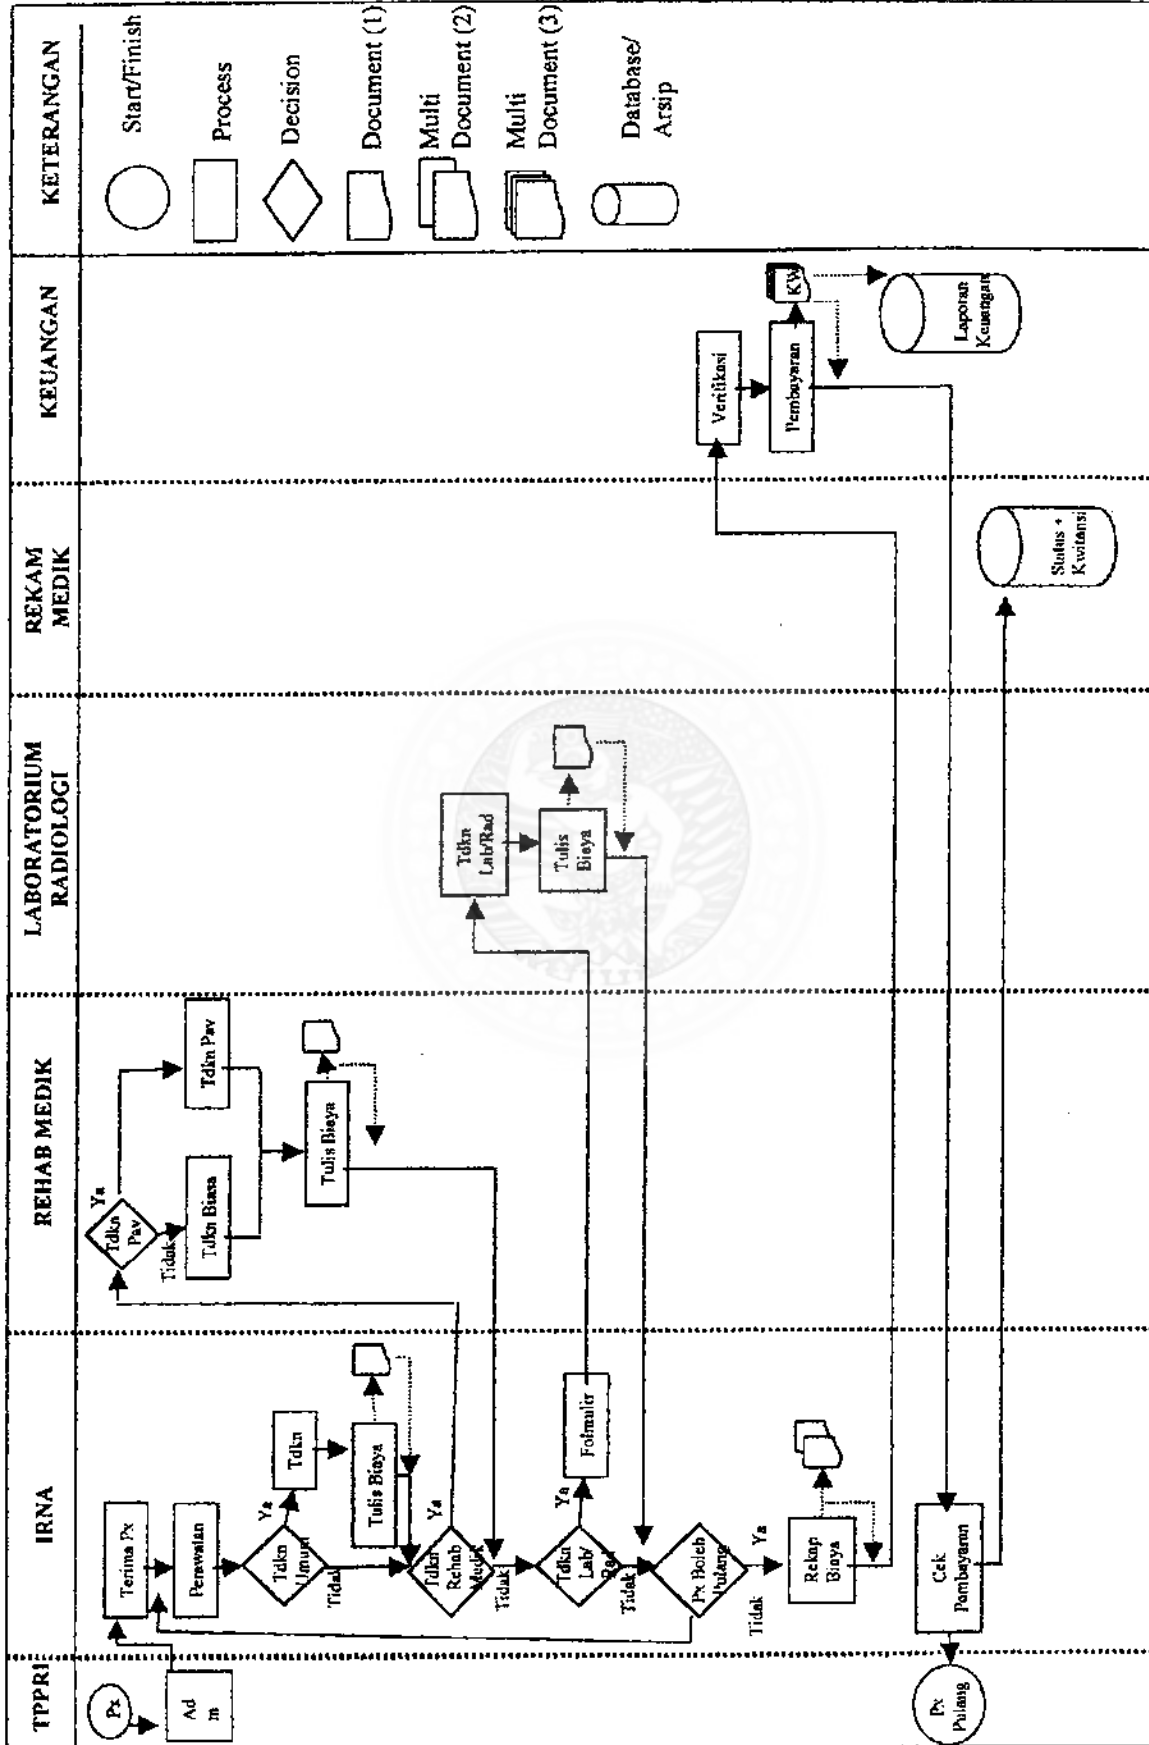 TPPRI
IRNA
REHAB MEDIK
LABORATORIUM
RADIOLOGI
REKAM
MEDIK
KEUANGAN
KETERANGAN
Px
Ad
m
Terima Px
Perawatan
Tdkn
Umum
Ya
Tidak
Tdkn
Tulis Biaya
Tdkn
Rehab
Medik
Ya
Tidak
Tdkn
Lab/
Rad
Ya
Tidak
Formulir
Px Boleh
Pulang
Ya
Tidak
Rekap
Biaya
Cek
Pembayaran
Px
Pulang
Tdkn
Pav
Ya
Tidak
Tdkn Biasa
Tdkn Pav
Tulis Biaya
Tdkn
Lab/Rad
Tulis
Biaya
Status +
Kwitansi
Verifikasi
Pembayaran
KW
Laporan
Keuangan
Start/Finish
Process
Decision
Document (1)
Multi
Document (2)
Multi
Document (3)
Database/
Arsip